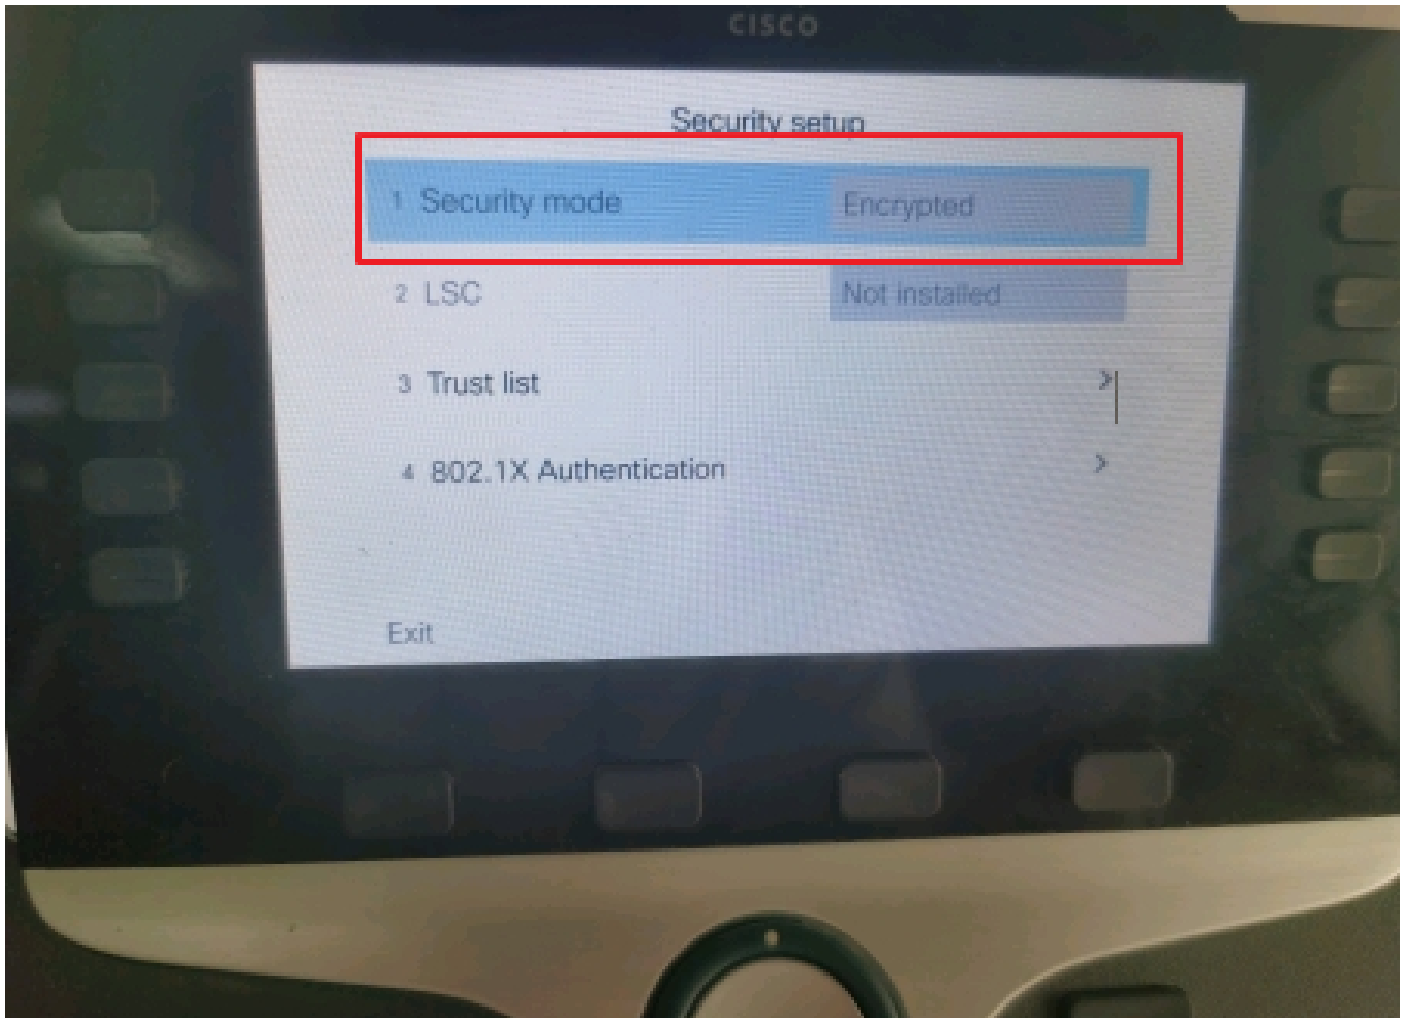 CISCO
Security setup
1 Security mode Encrypted
2 LSC Not installed
3 Trust list >
4 802.1X Authentication >
Exit